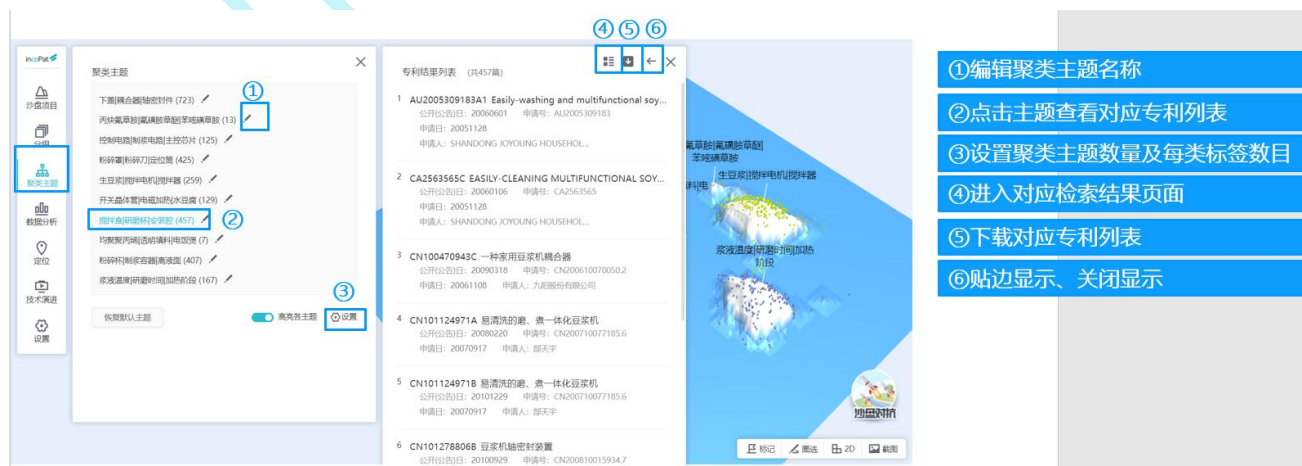 ④ ⑤ ⑥
incoPat
沙盘项目
分组
聚类主题
数据分析
定位
技术演进
设置
聚类主题
①
下盖|耦合器|轴密封件 (723)
丙炔氟草胺|氟磺胺草醚|苯嘧磺草胺 (13)
控制电路|制浆电路|主控芯片 (125)
粉碎罩|粉碎刀|定位筒 (425)
生豆浆|搅拌电机|搅拌器 (259)
开关晶体管|电磁加热|水豆腐 (129)
搅拌盘|研磨杯|安装腔 (457)
②
均聚聚丙烯|透明填料|电饭煲 (7)
粉碎杯|制浆容器|高液面 (407)
浆液温度|研磨时间|加热阶段 (167)
③
恢复默认主题
高亮各主题
设置
专利结果列表 (共457篇)
1 AU2005309183A1 Easily-washing and multifunctional soy...
公开(公告)日: 20060601 申请号: AU2005309183
申请日: 20051128
申请人: SHANDONG JOYOUNG HOUSEHOL...
2 CA2563565C EASILY-CLEANING MULTIFUNCTIONAL SOY...
公开(公告)日: 20060106 申请号: CA2563565
申请日: 20051128
申请人: SHANDONG JOYOUNG HOUSEHOL...
3 CN100470943C 一种家用豆浆机耦合器
公开(公告)日: 20090318 申请号: CN200610070050.2
申请日: 20061108 申请人: 九阳股份有限公司
4 CN101124971A 易清洗的磨、煮一体化豆浆机
公开(公告)日: 20080220 申请号: CN200710077185.6
申请日: 20070917 申请人: 邵天宇
5 CN101124971B 易清洗的磨、煮一体化豆浆机
公开(公告)日: 20101229 申请号: CN200710077185.6
申请日: 20070917 申请人: 邵天宇
6 CN101278806B 豆浆机轴密封装置
公开(公告)日: 20100929 申请号: CN200810015934.7
氟草胺|氟磺胺草醚|
苯嘧磺草胺
生豆浆|搅拌电机|搅拌器
料|电
浆液温度|研磨时间|加热
阶段
沙盘对抗
标记
圈选
2D
截图
①编辑聚类主题名称
②点击主题查看对应专利列表
③设置聚类主题数量及每类标签数目
④进入对应检索结果页面
⑤下载对应专利列表
⑥贴边显示、关闭显示